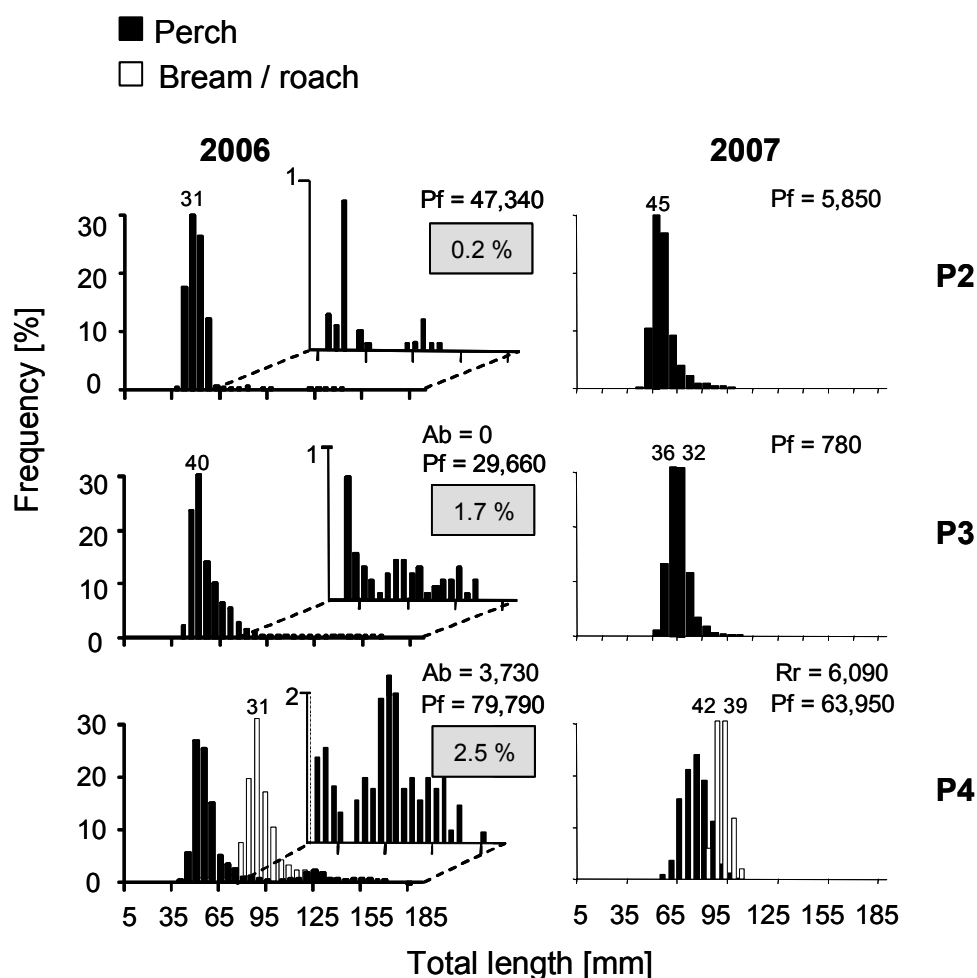 Perch
Bream / roach
2006
2007
Frequency [%]
31
1
Pf = 47,340
0.2 %
30
20
10
0
45
Pf = 5,850
P2
40
1
Ab = 0
Pf = 29,660
1.7 %
30
20
10
0
36 32
Pf = 780
P3
31
2
Ab = 3,730
Pf = 79,790
2.5 %
30
20
10
0
42 39
Rr = 6,090
Pf = 63,950
P4
5 35 65 95 125 155 185
5 35 65 95 125 155 185
Total length [mm]